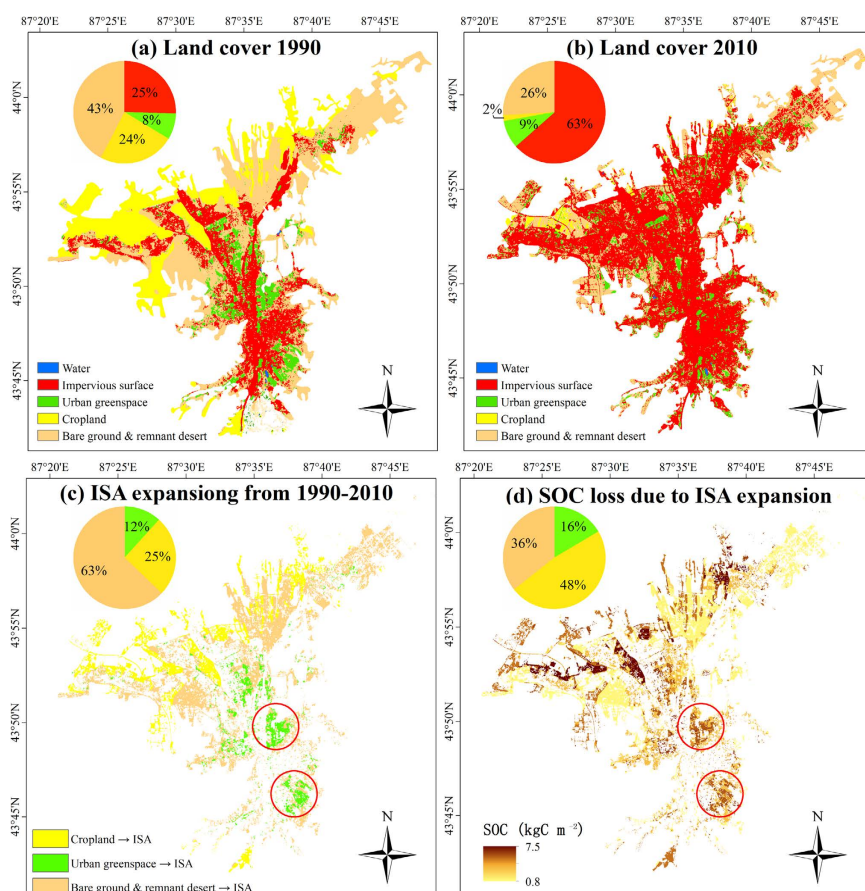 87°20'E 87°25' 87°30' 87°35' 87°40' 87°45'
(a) Land cover 1990
44°0'N
43°55'N
43°50'N
43°45'N
43%
25%
8%
24%
Water
Impervious surface
Urban greenspace
Cropland
Bare ground & remnant desert
N
87°20' 87°25' 87°30' 87°35' 87°40' 87°45'
(b) Land cover 2010
44°0'N
43°55'N
43°50'N
43°45'N
26%
2%
9%
63%
Water
Impervious surface
Urban greenspace
Cropland
Bare ground & remnant desert
N
87°20'E 87°25' 87°30' 87°35' 87°40' 87°45'
(c) ISA expansiong from 1990-2010
44°0'N
43°55'N
43°50'N
43°45'N
12%
25%
63%
Cropland → ISA
Urban greenspace → ISA
Bare ground & remnant desert → ISA
N
87°20' 87°25' 87°30' 87°35' 87°40' 87°45'
(d) SOC loss due to ISA expansion
44°0'N
43°55'N
43°50'N
43°45'N
16%
36%
48%
SOC (kgC m⁻²)
7.5
0.8
N